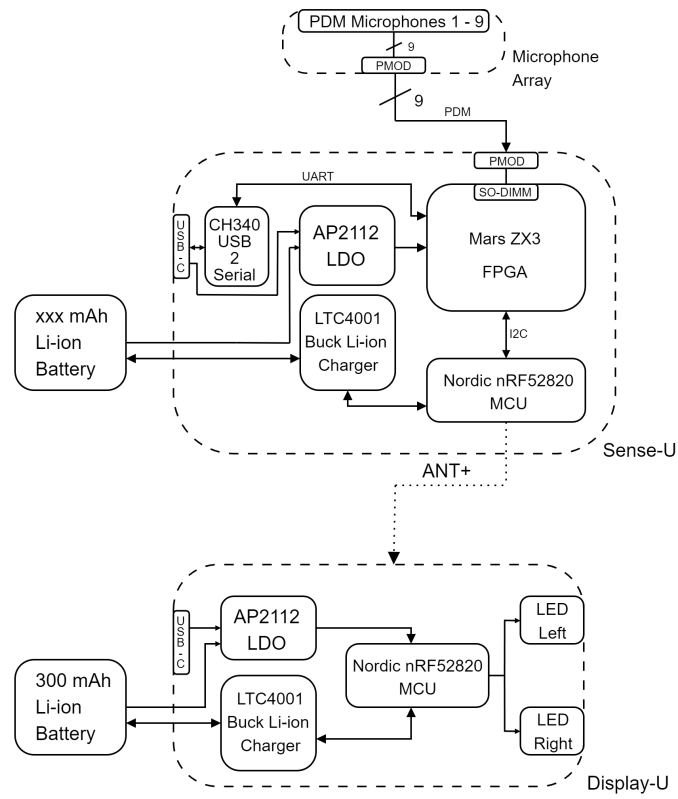 PDM Microphones 1 - 9
9
PMOD
Microphone
Array
9
PDM
PMOD
SO-DIMM
UART
USB-C
CH340
USB
2
Serial
AP2112
LDO
Mars ZX3
FPGA
xxx mAh
Li-ion
Battery
LTC4001
Buck Li-ion
Charger
I2C
Nordic nRF52820
MCU
Sense-U
ANT+
USB-C
AP2112
LDO
LED
Left
Nordic nRF52820
MCU
300 mAh
Li-ion
Battery
LTC4001
Buck Li-ion
Charger
LED
Right
Display-U